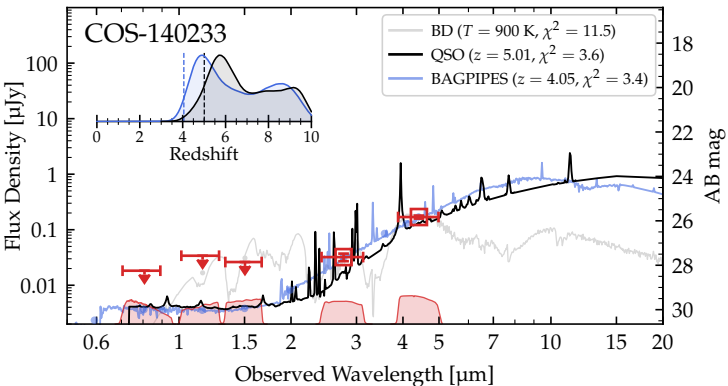 COS-140233
BD (T = 900 K, χ² = 11.5)
QSO (z = 5.01, χ² = 3.6)
BAGPIPES (z = 4.05, χ² = 3.4)
0 2 4 6 8 10
Redshift
100
10
1
0.1
0.01
Flux Density [μJy]
18
20
22
24
26
28
30
AB mag
0.6 1 1.5 2 3 4 5 10 15 20
Observed Wavelength [μm]